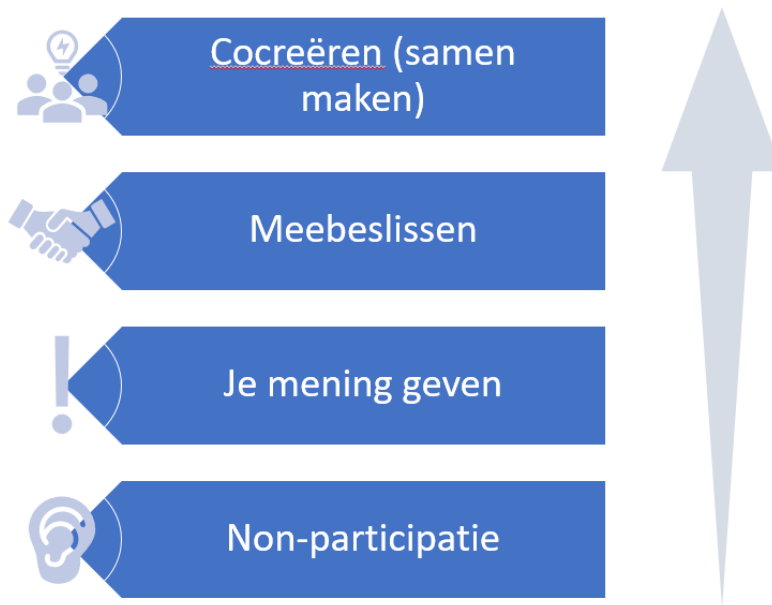 Cocreëren (samen
maken)
Meebeslissen
Je mening geven
Non-participatie